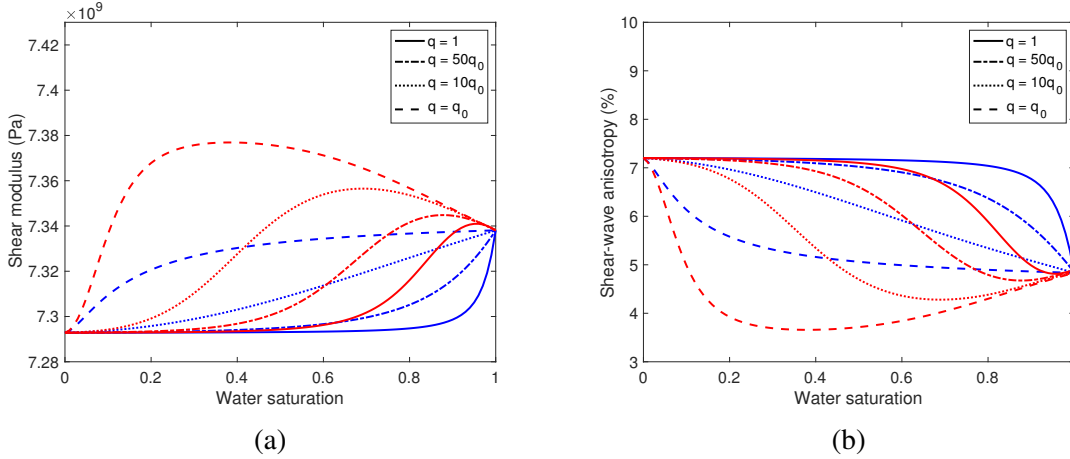 ×10⁹
7.42
7.4
7.38
7.36
7.34
7.32
7.3
7.28
Shear modulus (Pa)
q = 1
q = 50q₀
q = 10q₀
q = q₀
0 0.2 0.4 0.6 0.8 1
Water saturation
(a)
10
9
8
7
6
5
4
3
Shear-wave anisotropy (%)
q = 1
q = 50q₀
q = 10q₀
q = q₀
0 0.2 0.4 0.6 0.8
Water saturation
(b)